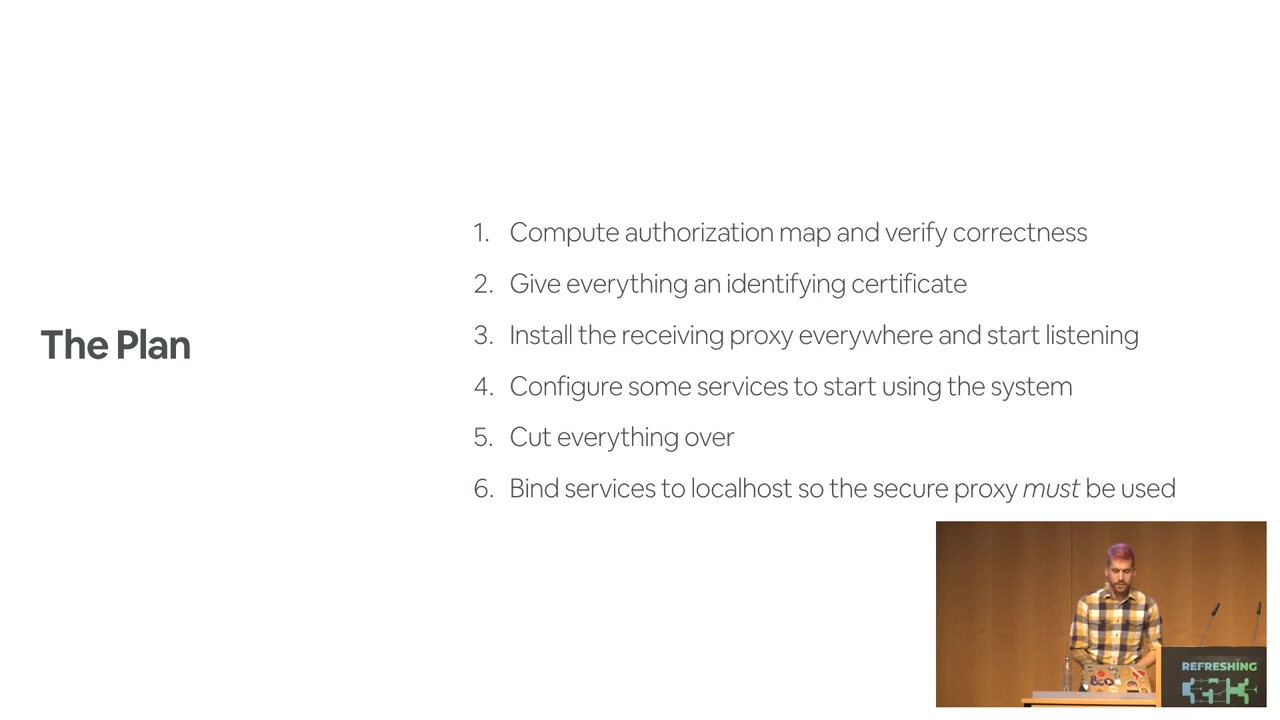 The Plan
1. Compute authorization map and verify correctness
2. Give everything an identifying certificate
3. Install the receiving proxy everywhere and start listening
4. Configure some services to start using the system
5. Cut everything over
6. Bind services to localhost so the secure proxy must be used
REFRESHING